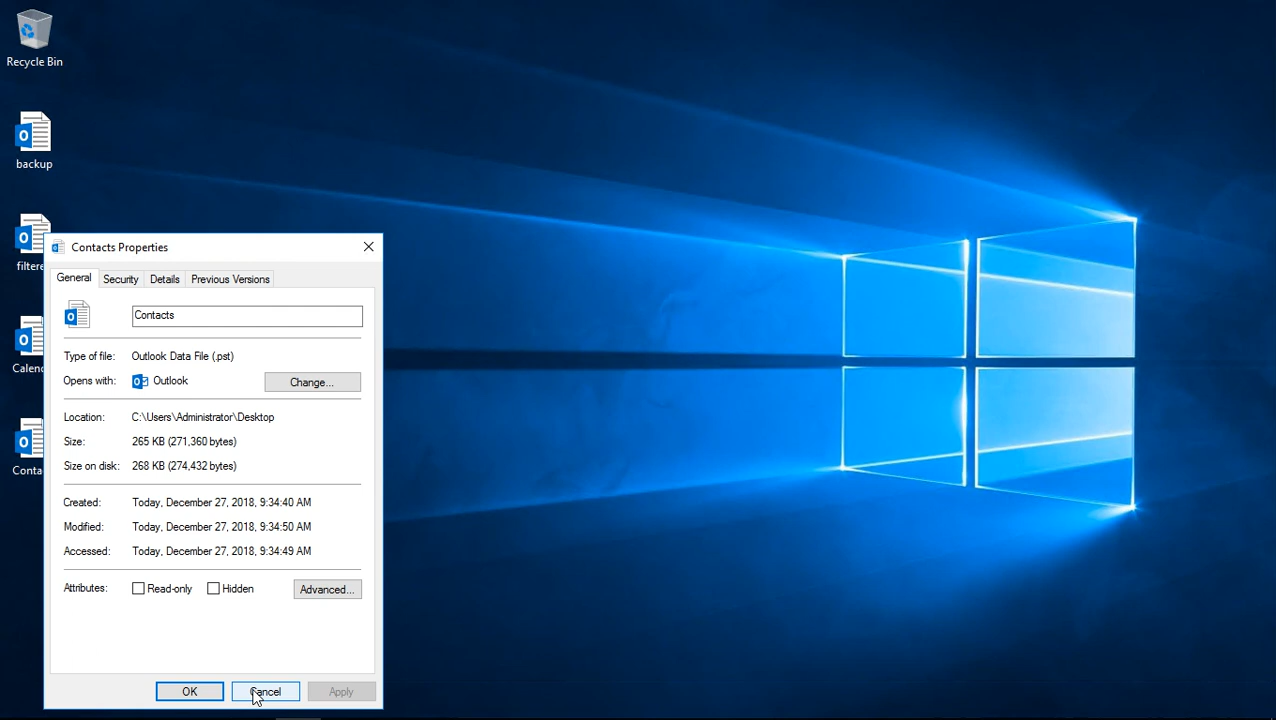 Recycle Bin
backup
filtere
Calend
Conta
Contacts Properties
General Security Details Previous Versions
Contacts
Type of file: Outlook Data File (.pst)
Opens with: Outlook Change...
Location: C:\Users\Administrator\Desktop
Size: 265 KB (271,360 bytes)
Size on disk: 268 KB (274,432 bytes)
Created: Today, December 27, 2018, 9:34:40 AM
Modified: Today, December 27, 2018, 9:34:50 AM
Accessed: Today, December 27, 2018, 9:34:49 AM
Attributes: Read-only Hidden Advanced...
OK Cancel Apply